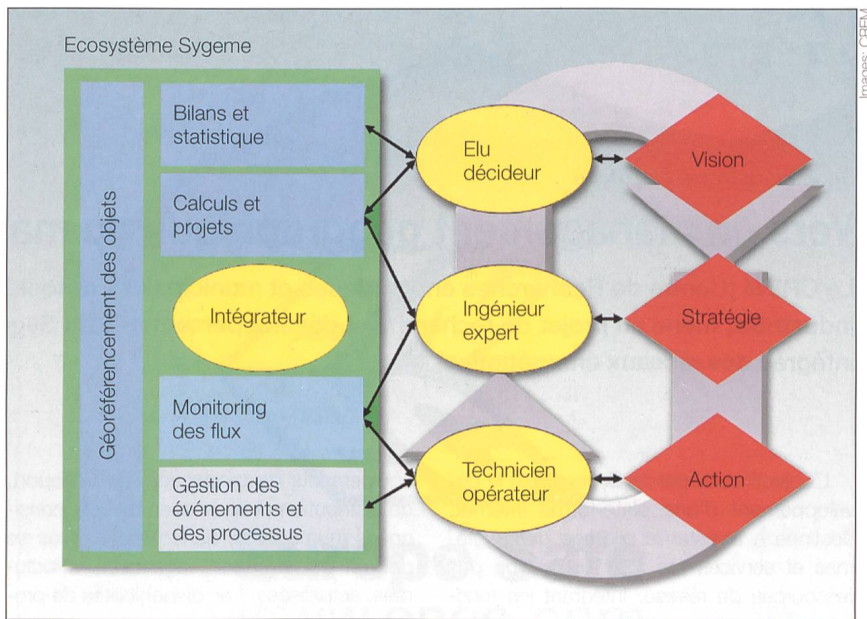 Images: CREM
Ecosystème Sygeme
Géoréférencement des objets
Bilans et
statistique
Calculs et
projets
Intégrateur
Monitoring
des flux
Gestion des
événements et
des processus
Elu
décideur
Ingénieur
expert
Technicien
opérateur
Vision
Stratégie
Action